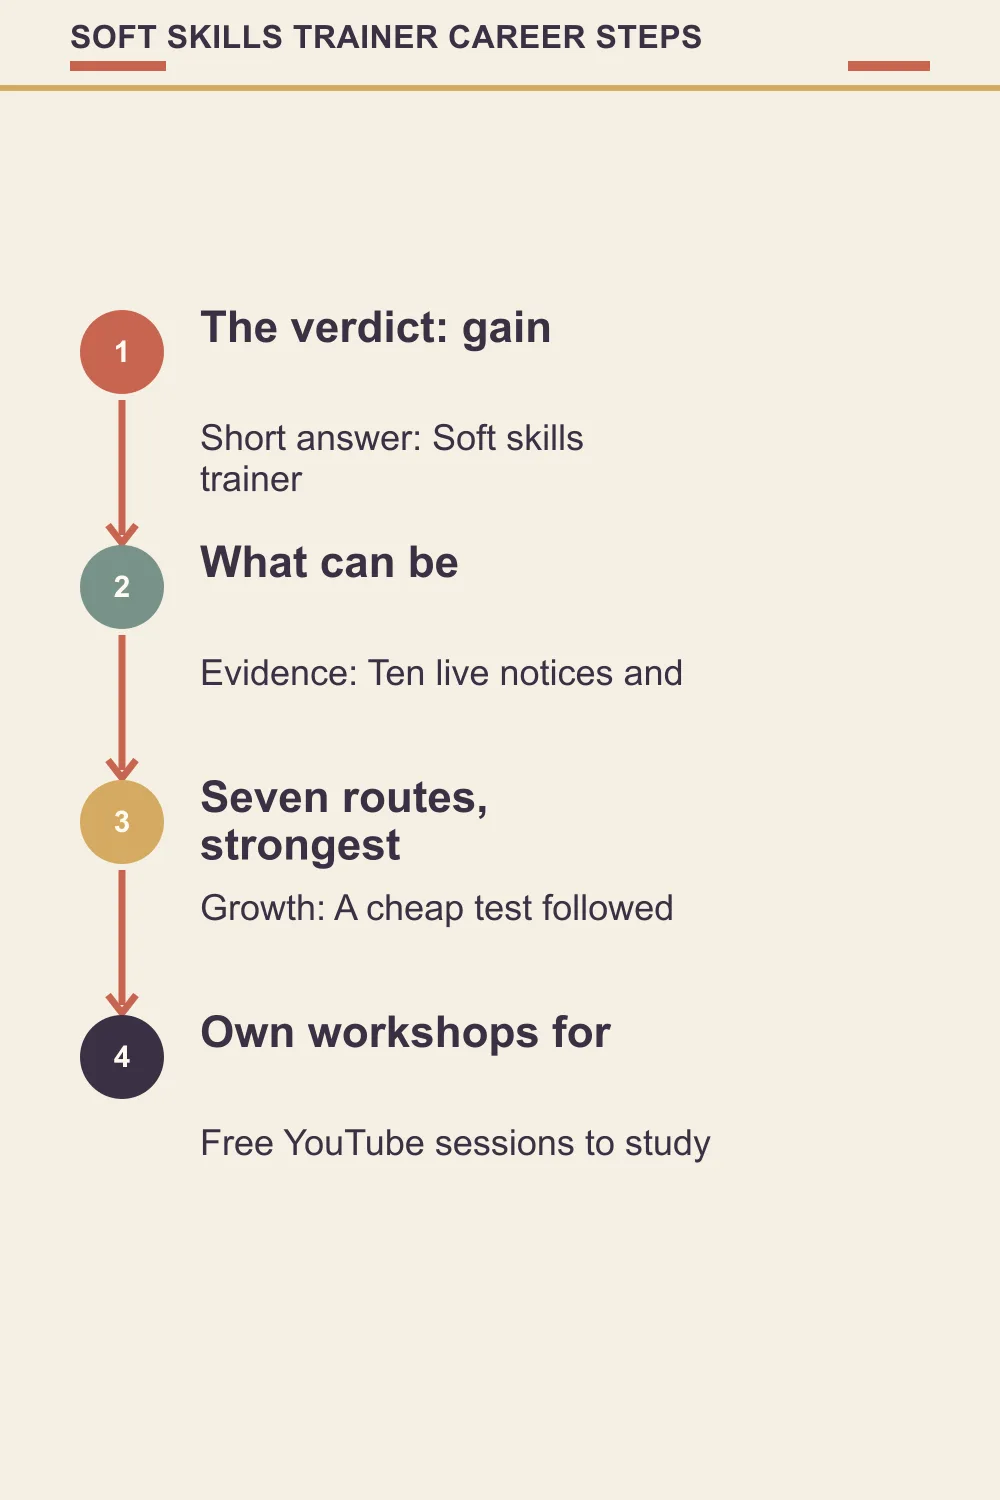 SOFT SKILLS TRAINER CAREER STEPS
1
The verdict: gain
Short answer: Soft skills
trainer
2
What can be
Evidence: Ten live notices and
3
Seven routes,
strongest
Growth: A cheap test followed
4
Own workshops for
Free YouTube sessions to study